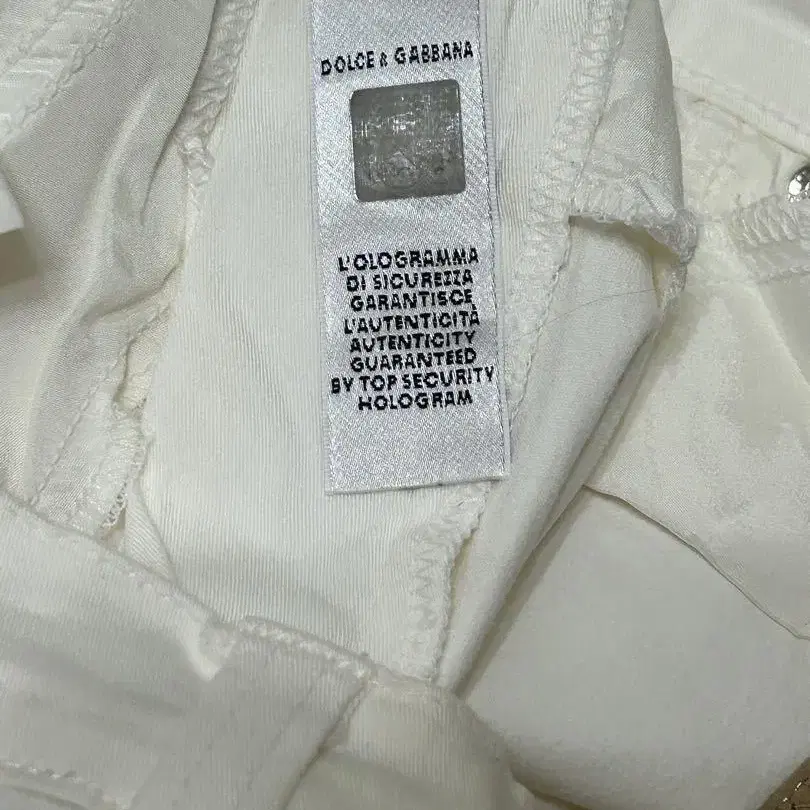 DOLCE & GABBANA
L'OLOGRAMMA
DI SICUREZZA
GARANTISCE
L'AUTENTICITÀ
AUTENTICITY
GUARANTEED
BY TOP SECURITY
HOLOGRAM